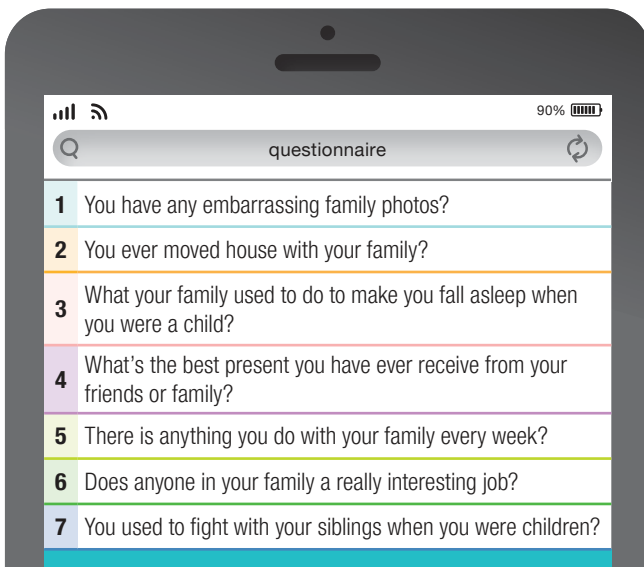 90%
questionnaire
1 You have any embarrassing family photos?
2 You ever moved house with your family?
3 What your family used to do to make you fall asleep when
you were a child?
4 What's the best present you have ever receive from your
friends or family?
5 There is anything you do with your family every week?
6 Does anyone in your family a really interesting job?
7 You used to fight with your siblings when you were children?